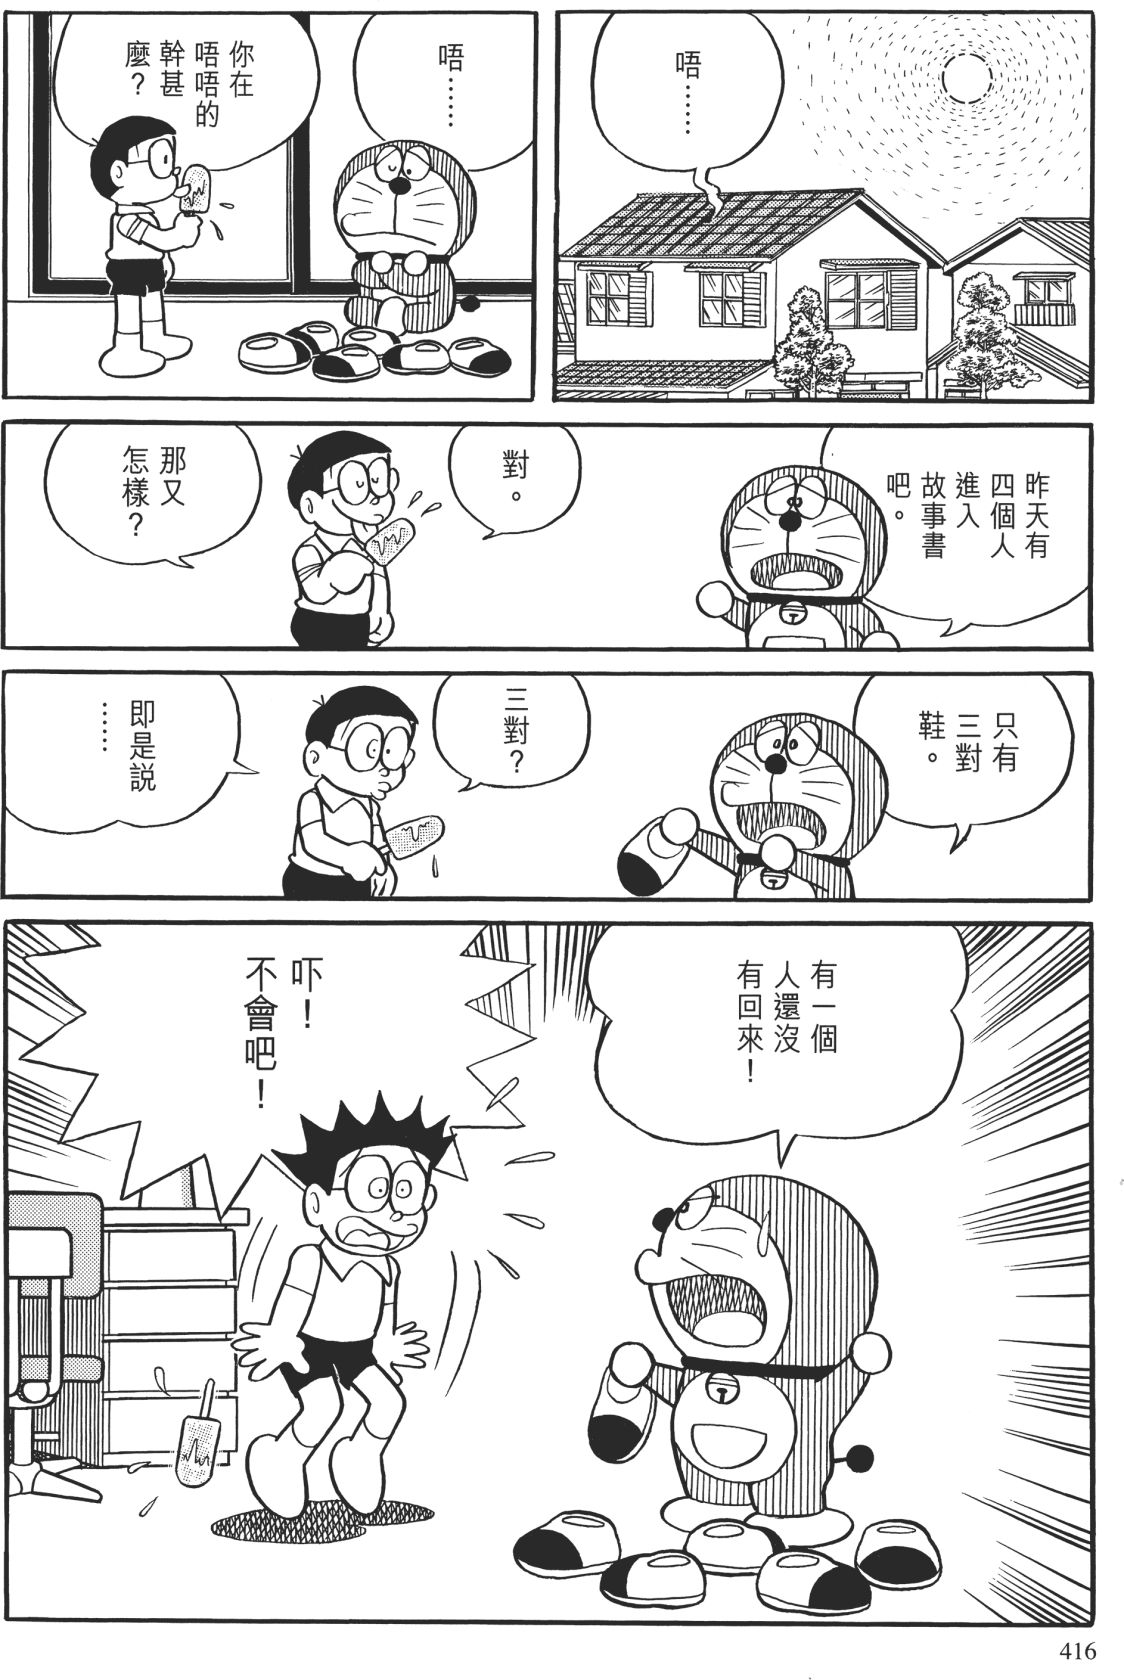 唔……
唔……
你在
唔唔的
幹甚
麼？
昨天有
四個人
進入
故事書
吧。
對。
那又
怎樣？
只有
三對
鞋。
三對？
即是説
……
有一個
人還沒
有回來！
吓！
不會吧！
416